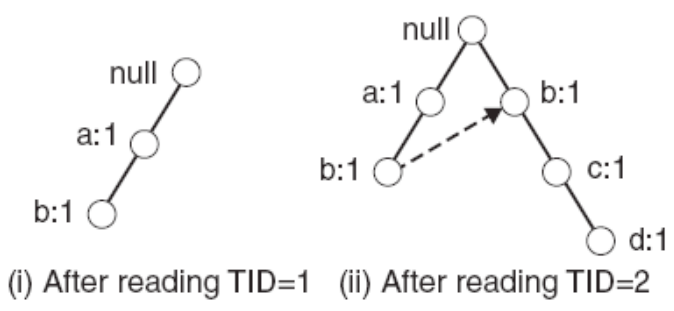 null
a:1
b:1
(i) After reading TID=1
null
a:1
b:1
b:1
c:1
d:1
(ii) After reading TID=2